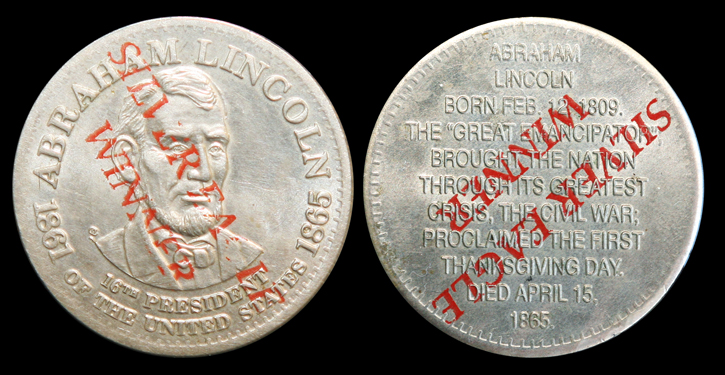 1861 ABRAHAM LINCOLN 1865
16TH PRESIDENT
OF THE UNITED STATES
SILVER
WINNER
ABRAHAM
LINCOLN
BORN FEB. 12, 1809.
THE "GREAT EMANCIPATOR",
BROUGHT THE NATION
THROUGH ITS GREATEST
CRISIS, THE CIVIL WAR;
PROCLAIMED THE FIRST
THANKSGIVING DAY.
DIED APRIL 15,
1865.
SILVER EAGLE
WINNER